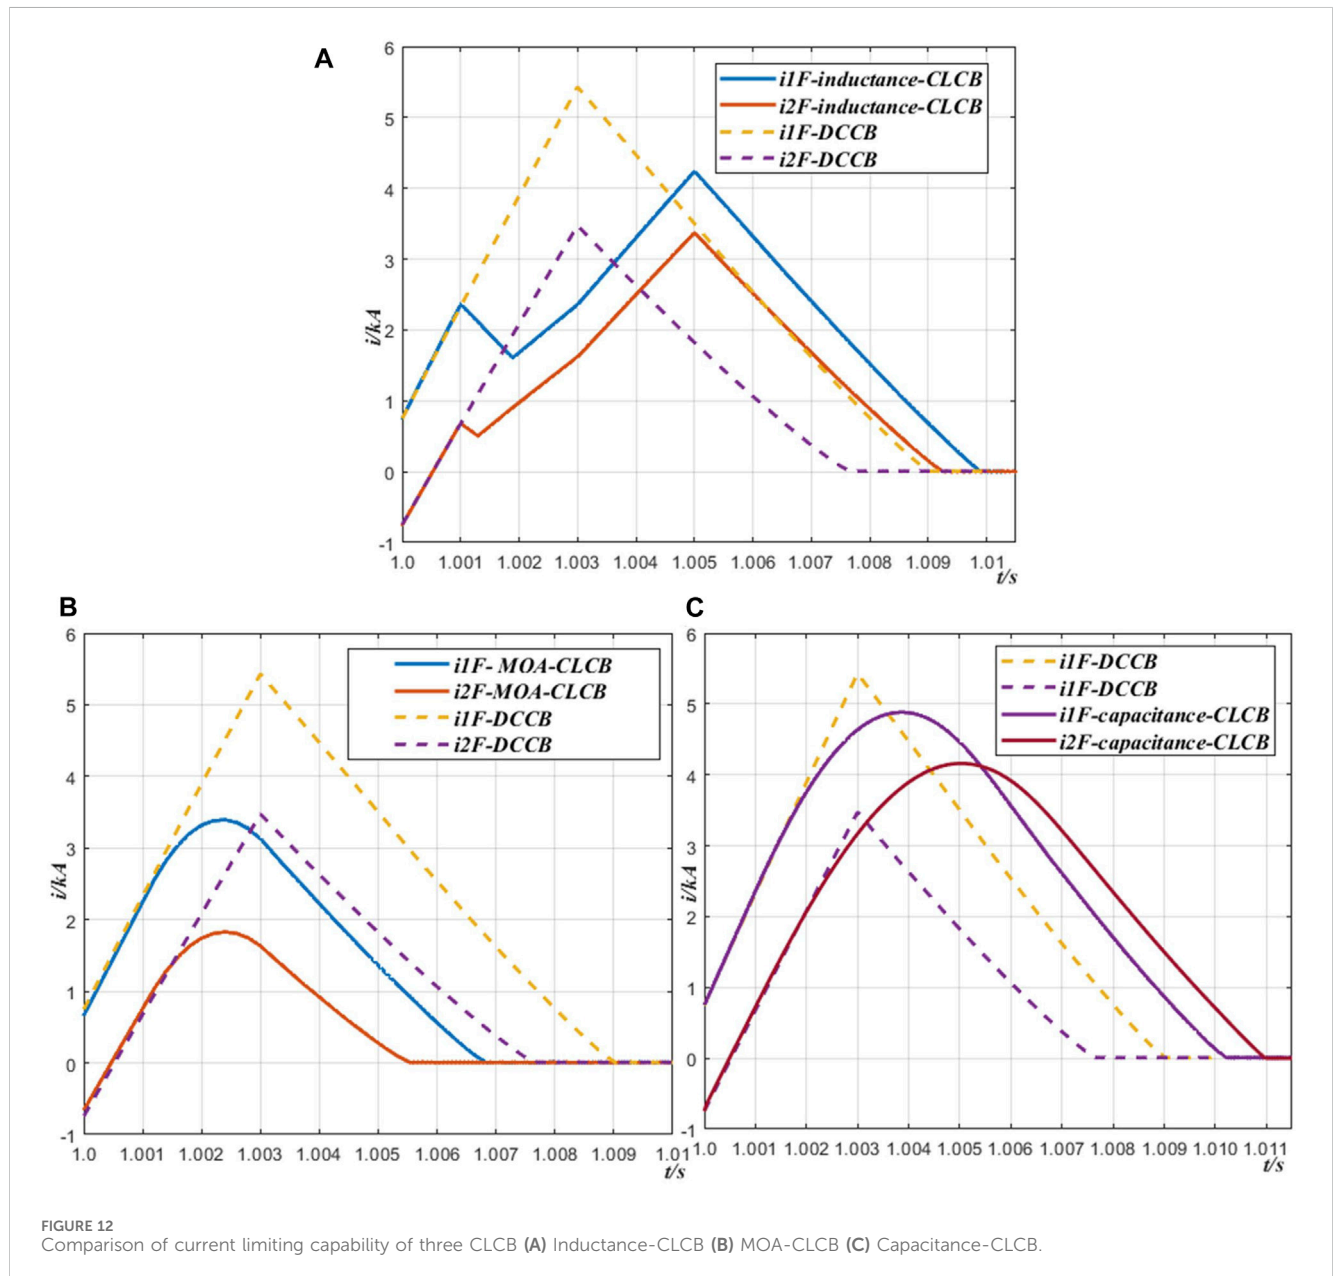 A
6
5
4
3
2
1
0
-1
i/kA
i1F-inductance-CLCB
i2F-inductance-CLCB
i1F-DCCB
i2F-DCCB
1.0 1.001 1.002 1.003 1.004 1.005 1.006 1.007 1.008 1.009 1.01
t/s
B
6
5
4
3
2
1
0
-1
i/kA
i1F- MOA-CLCB
i2F-MOA-CLCB
i1F-DCCB
i2F-DCCB
1.0 1.001 1.002 1.003 1.004 1.005 1.006 1.007 1.008 1.009 1.01
t/s
C
6
5
4
3
2
1
0
-1
i/kA
i1F-DCCB
i1F-DCCB
i1F-capacitance-CLCB
i2F-capacitance-CLCB
1.0 1.001 1.002 1.003 1.004 1.005 1.006 1.007 1.008 1.009 1.010 1.011
t/s
FIGURE 12
Comparison of current limiting capability of three CLCB (A) Inductance-CLCB (B) MOA-CLCB (C) Capacitance-CLCB.